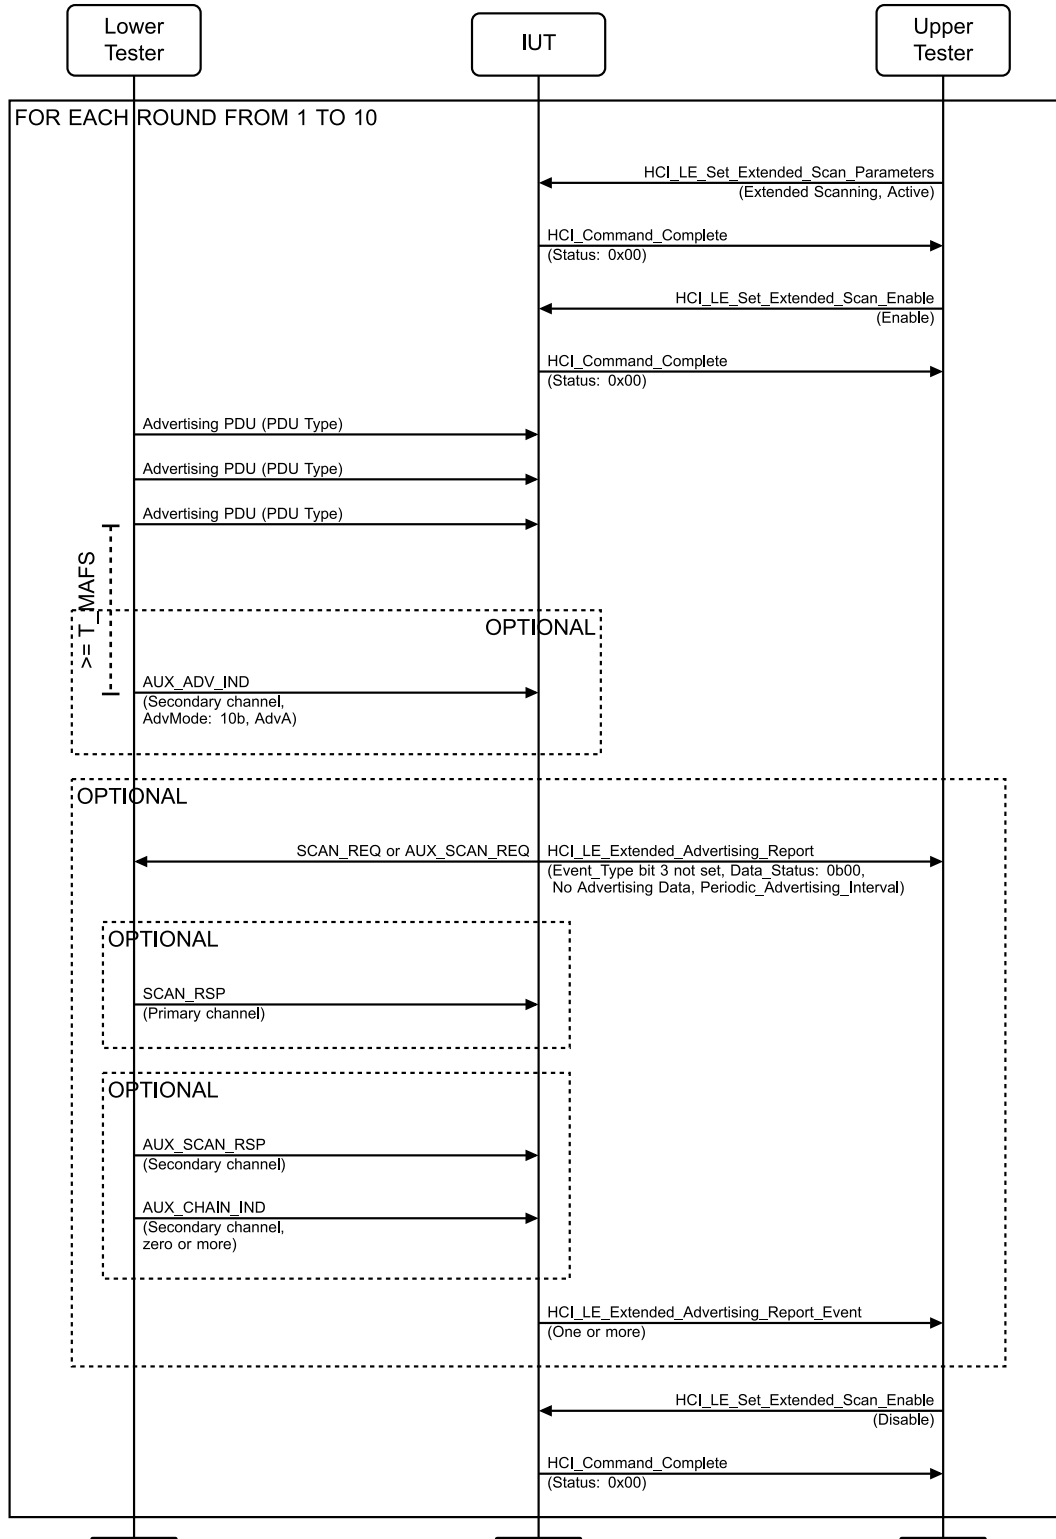 Lower
Tester
IUT
Upper
Tester
FOR EACH ROUND FROM 1 TO 10
HCI_LE_Set_Extended_Scan_Parameters
(Extended Scanning, Active)
HCI_Command_Complete
(Status: 0x00)
HCI_LE_Set_Extended_Scan_Enable
(Enable)
HCI_Command_Complete
(Status: 0x00)
Advertising PDU (PDU Type)
Advertising PDU (PDU Type)
Advertising PDU (PDU Type)
>= T_MAFS
OPTIONAL
AUX_ADV_IND
(Secondary channel,
AdvMode: 10b, AdvA)
OPTIONAL
SCAN_REQ or AUX_SCAN_REQ
HCI_LE_Extended_Advertising_Report
(Event_Type bit 3 not set, Data_Status: 0b00,
No Advertising Data, Periodic_Advertising_Interval)
OPTIONAL
SCAN_RSP
(Primary channel)
OPTIONAL
AUX_SCAN_RSP
(Secondary channel)
AUX_CHAIN_IND
(Secondary channel,
zero or more)
HCI_LE_Extended_Advertising_Report_Event
(One or more)
HCI_LE_Set_Extended_Scan_Enable
(Disable)
HCI_Command_Complete
(Status: 0x00)